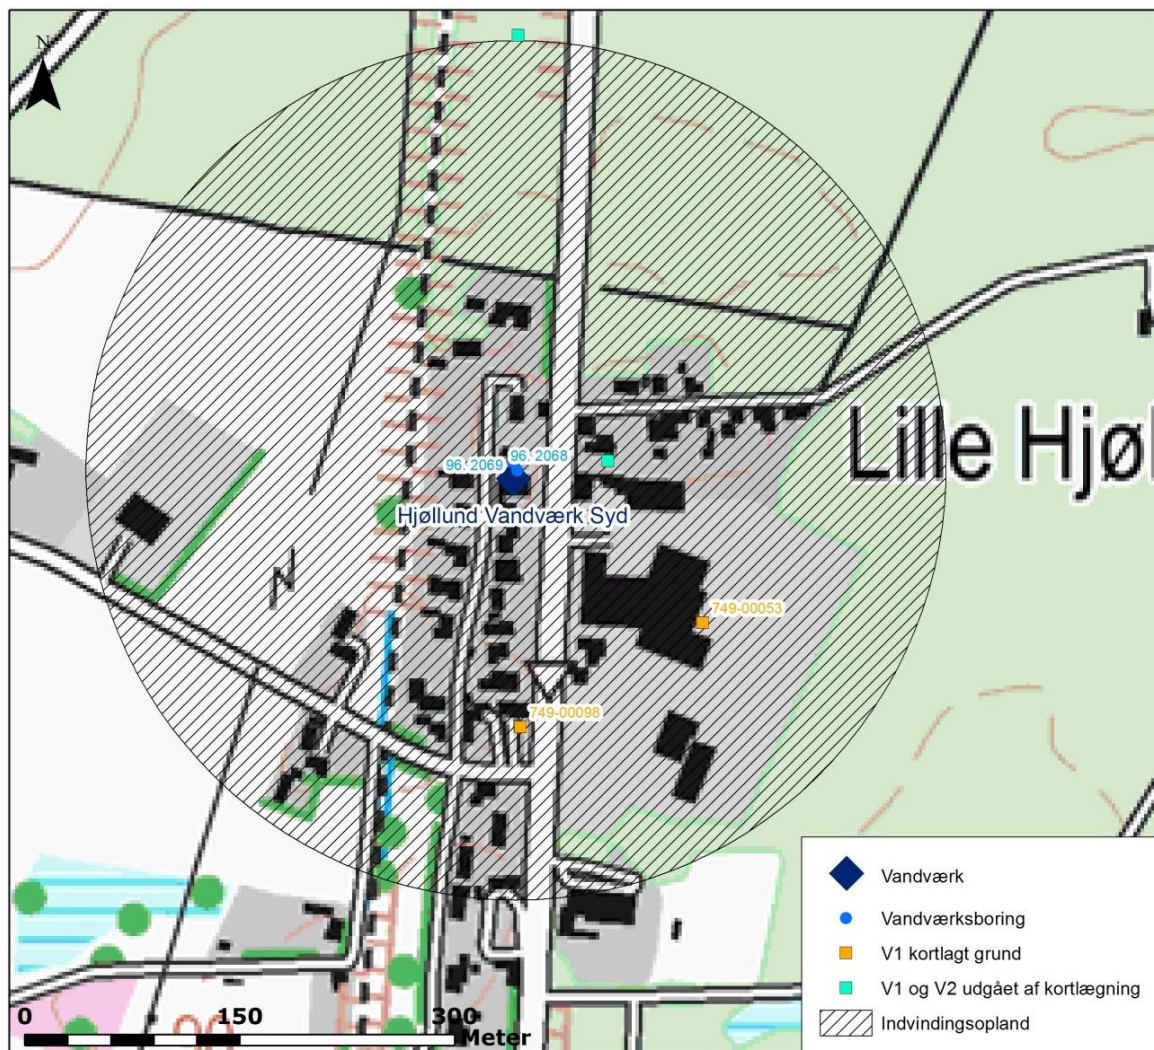 N
Lille Hjøl
96. 2069
96. 2068
Hjøllund Vandværk Syd
749-00053
749-00098
Vandværk
Vandværksboring
V1 kortlagt grund
V1 og V2 udgået af kortlægning
Indvindingsopland
0 150 300
Meter